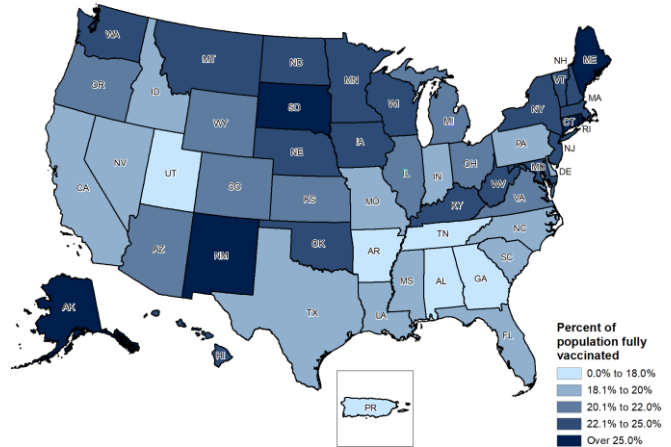 WA
MT
ND
MN
OR
ID
SD
WI
MI
WY
NE
IA
NV
UT
CO
KS
MO
IL
IN
OH
PA
NY
NH
VT
ME
MA
CT
RI
NJ
DE
MD
WV
VA
KY
CA
AZ
NM
OK
AR
TN
NC
SC
TX
LA
MS
AL
GA
FL
AK
HI
PR
Percent of
population fully
vaccinated
0.0% to 18.0%
18.1% to 20%
20.1% to 22.0%
22.1% to 25.0%
Over 25.0%